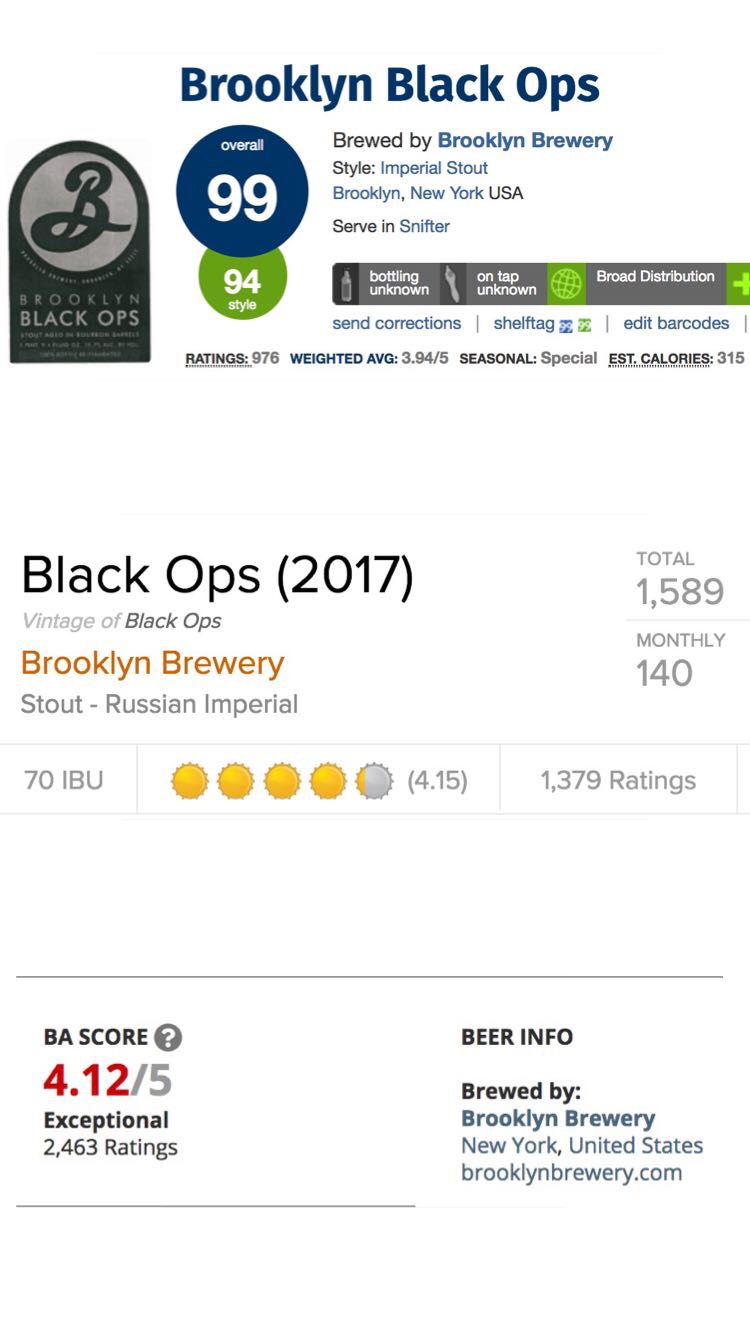 Brooklyn Black Ops
overall
99
94
style
Brewed by Brooklyn Brewery
Style: Imperial Stout
Brooklyn, New York USA
Serve in Snifter
B
BROOKLYN
BLACK OPS
STOUT AGED IN BOURBON BARRELS
bottling
unknown
on tap
unknown
Broad Distribution
send corrections | shelftag | edit barcodes |
RATINGS: 976 WEIGHTED AVG: 3.94/5 SEASONAL: Special EST. CALORIES: 315
Black Ops (2017)
Vintage of Black Ops
Brooklyn Brewery
Stout - Russian Imperial
TOTAL
1,589
MONTHLY
140
70 IBU
(4.15)
1,379 Ratings
BA SCORE ?
4.12/5
Exceptional
2,463 Ratings
BEER INFO
Brewed by:
Brooklyn Brewery
New York, United States
brooklynbrewery.com